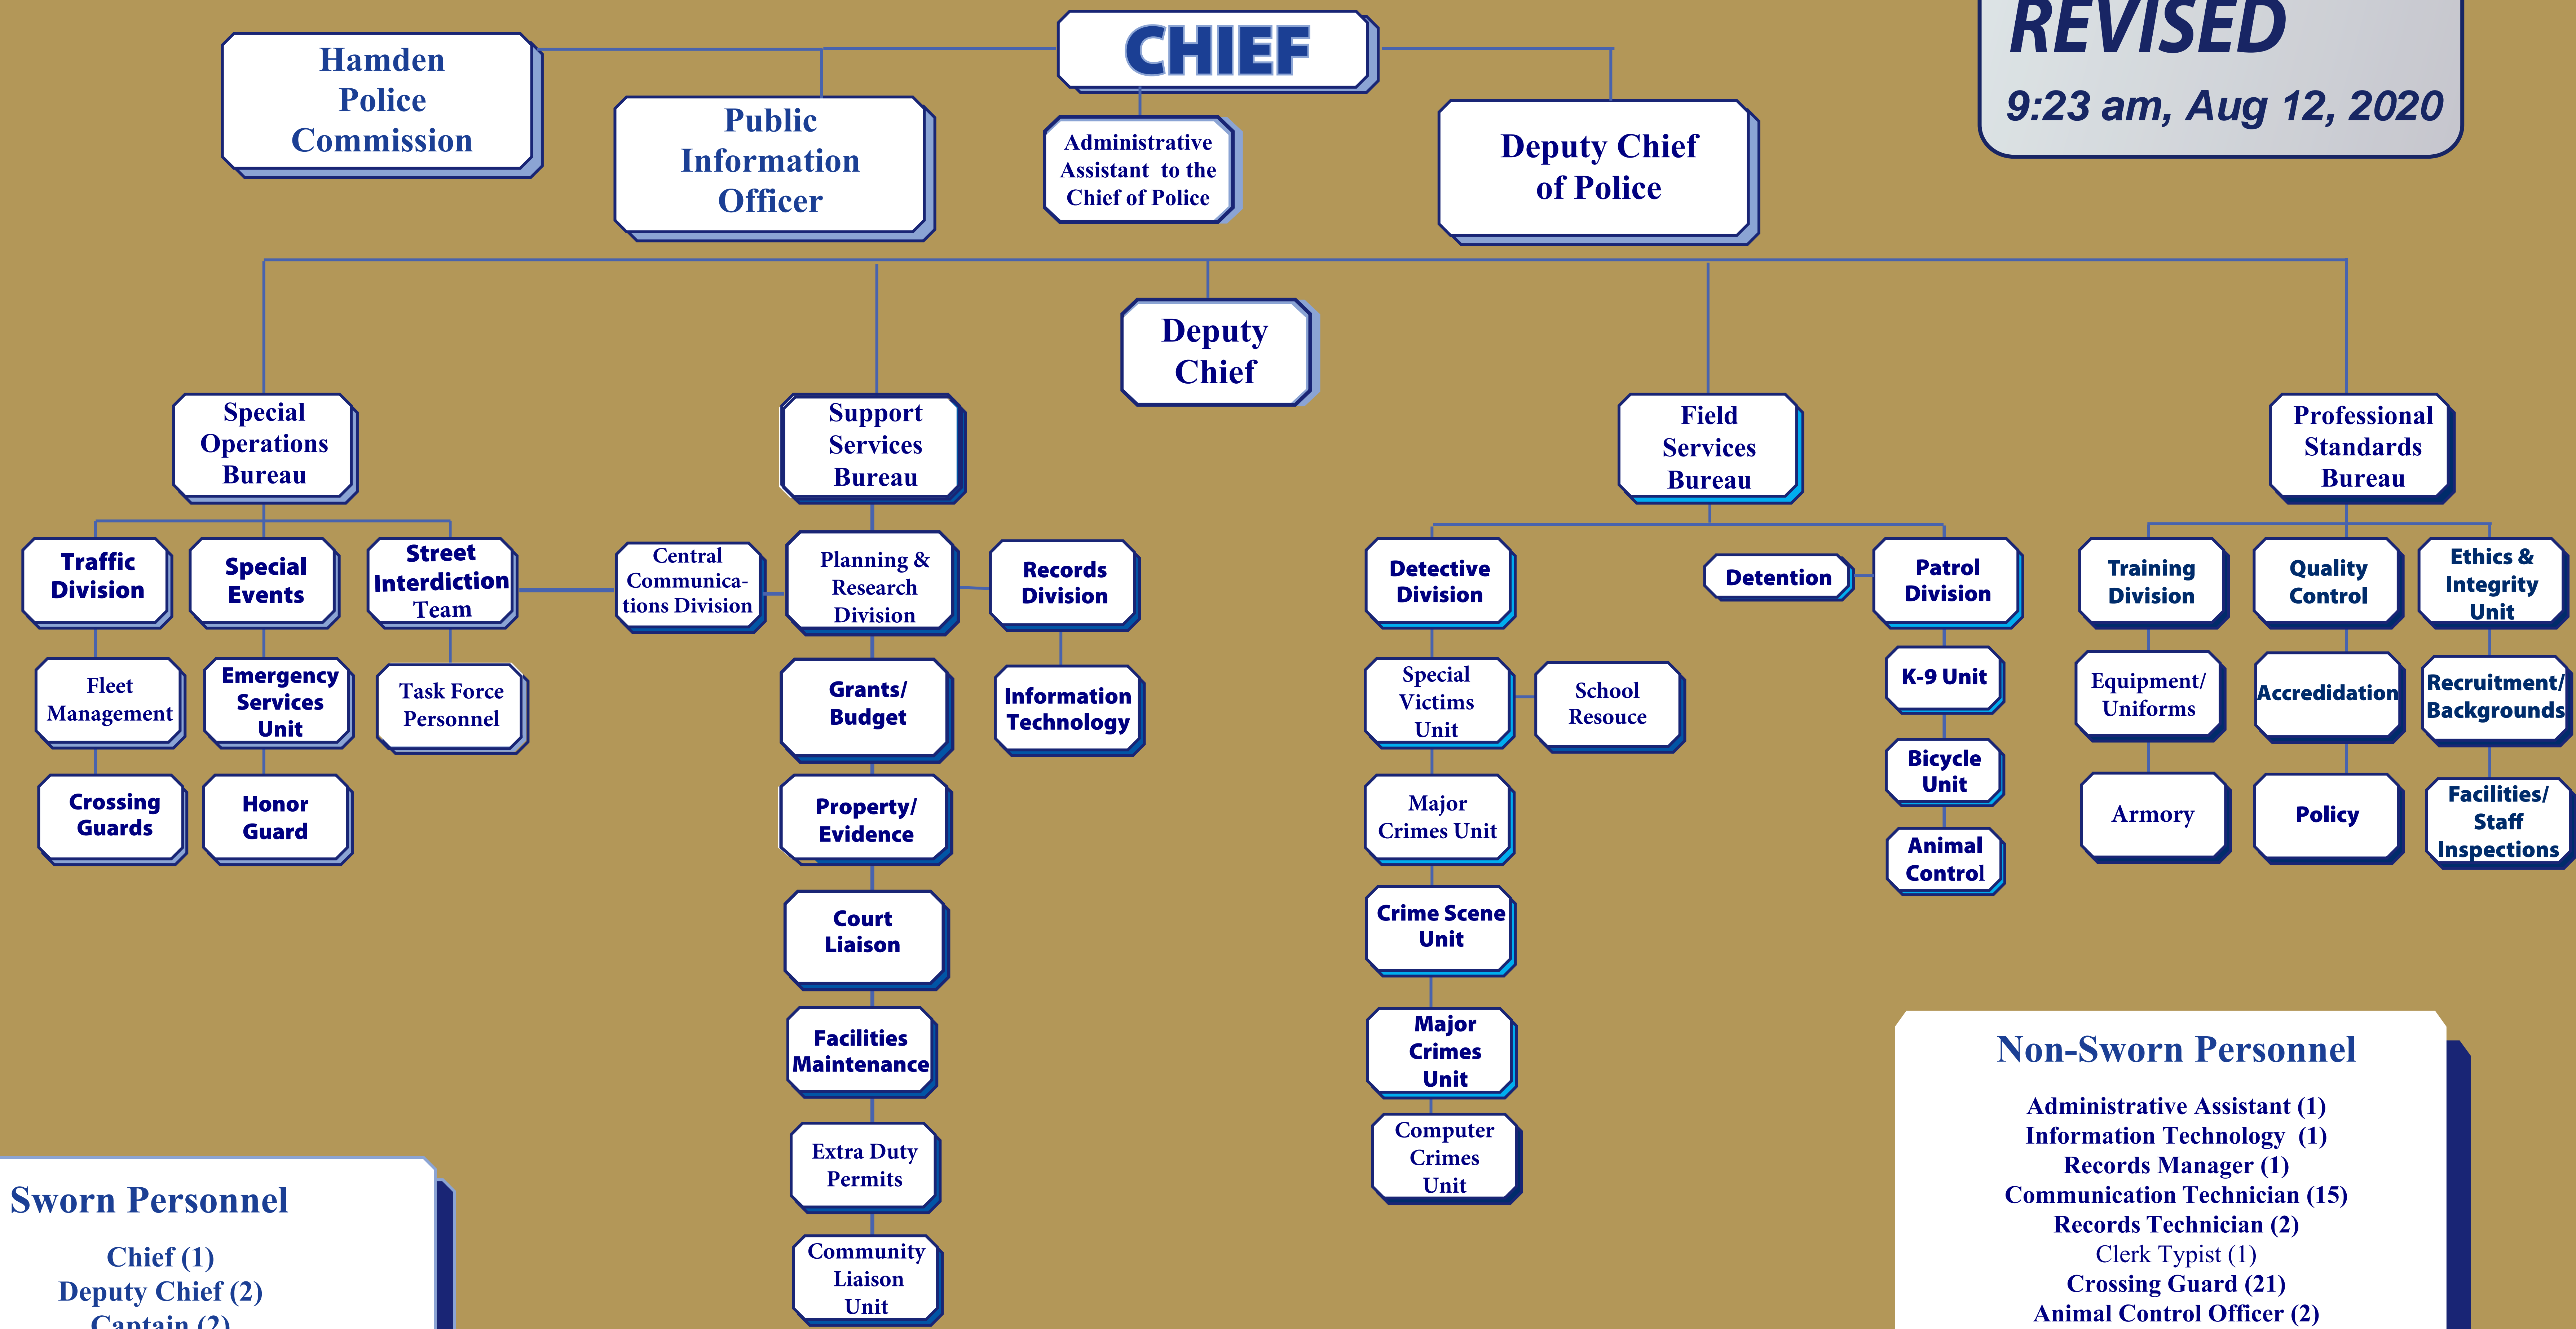 REVISED
9:23 am, Aug 12, 2020
CHIEF
Hamden
Police
Commission
Public
Information
Officer
Administrative
Assistant to the
Chief of Police
Deputy Chief
of Police
Deputy
Chief
Special
Operations
Bureau
Support
Services
Bureau
Field
Services
Bureau
Professional
Standards
Bureau
Traffic
Division
Special
Events
Street
Interdiction
Team
Central
Communica-
tions Division
Planning &
Research
Division
Records
Division
Detective
Division
Detention
Patrol
Division
Training
Division
Quality
Control
Ethics &
Integrity
Unit
Fleet
Management
Emergency
Services
Unit
Task Force
Personnel
Grants/
Budget
Information
Technology
Special
Victims
Unit
School
Resouce
K-9 Unit
Equipment/
Uniforms
Accredidation
Recruitment/
Backgrounds
Crossing
Guards
Honor
Guard
Property/
Evidence
Major
Crimes Unit
Bicycle
Unit
Animal
Control
Armory
Policy
Facilities/
Staff
Inspections
Court
Liaison
Crime Scene
Unit
Facilities
Maintenance
Major
Crimes
Unit
Extra Duty
Permits
Computer
Crimes
Unit
Community
Liaison
Unit
Sworn Personnel
Chief (1)
Deputy Chief (2)
Captain (2)
Non-Sworn Personnel
Administrative Assistant (1)
Information Technology (1)
Records Manager (1)
Communication Technician (15)
Records Technician (2)
Clerk Typist (1)
Crossing Guard (21)
Animal Control Officer (2)